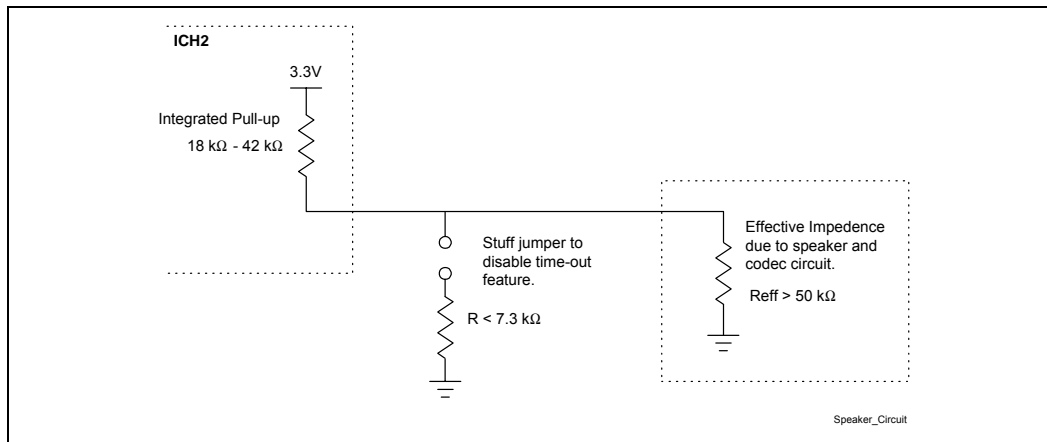 ICH2
3.3V
Integrated Pull-up
18 kΩ - 42 kΩ
Stuff jumper to
disable time-out
feature.
R < 7.3 kΩ
Effective Impedence
due to speaker and
codec circuit.
Reff > 50 kΩ
Speaker_Circuit